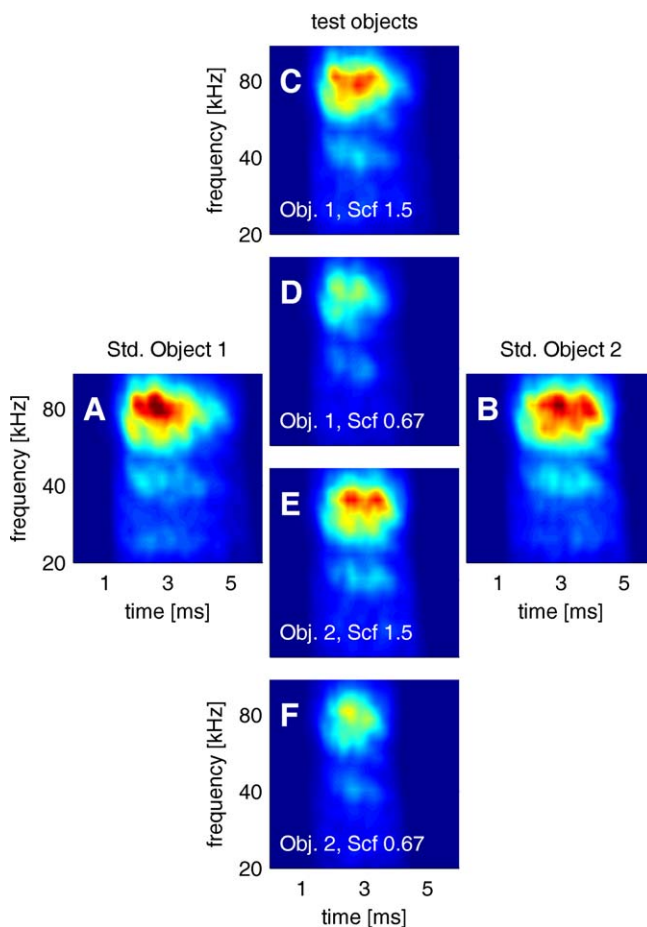 test objects
frequency [kHz]
80
40
20
C
Obj. 1, Scf 1.5
D
Obj. 1, Scf 0.67
Std. Object 1
frequency [kHz]
80
40
20
A
1 3 5
time [ms]
Std. Object 2
B
1 3 5
time [ms]
E
Obj. 2, Scf 1.5
frequency [kHz]
80
40
20
F
Obj. 2, Scf 0.67
1 3 5
time [ms]